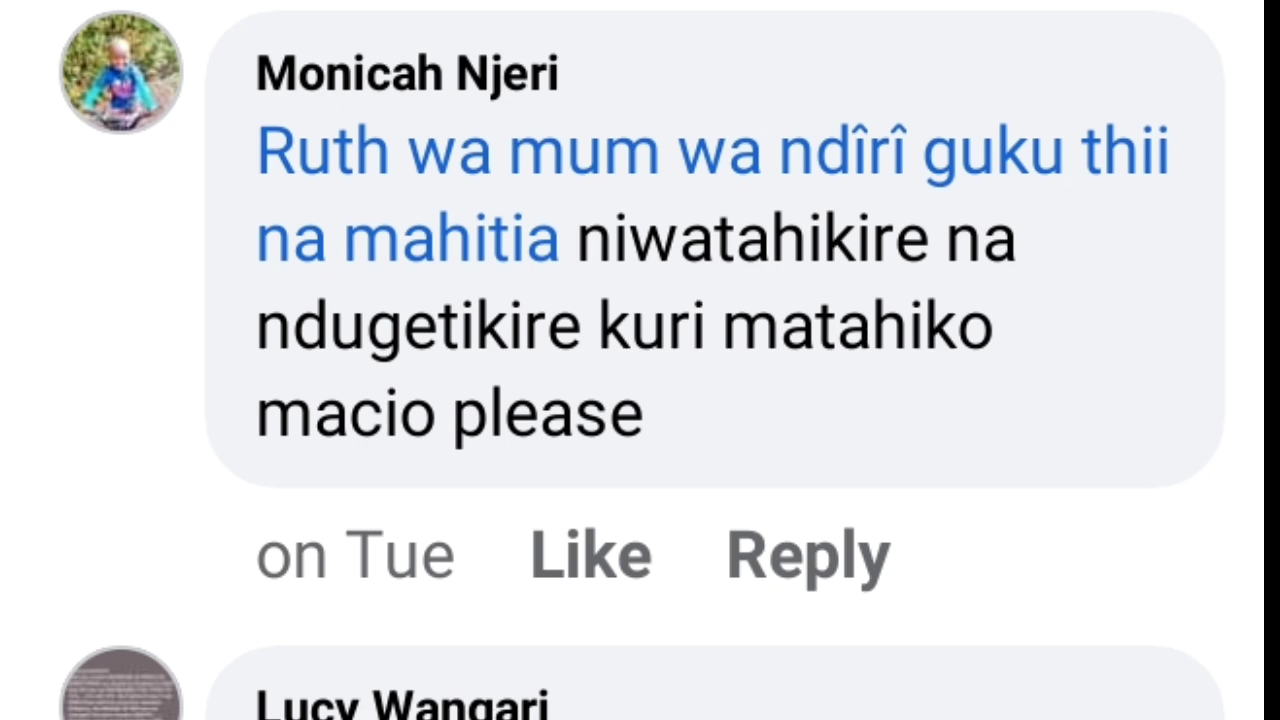 Monicah Njeri
Ruth wa mum wa ndîrî guku thii
na mahitia niwatahikire na
ndugetikire kuri matahiko
macio please
on Tue Like Reply
Lucy Wangari